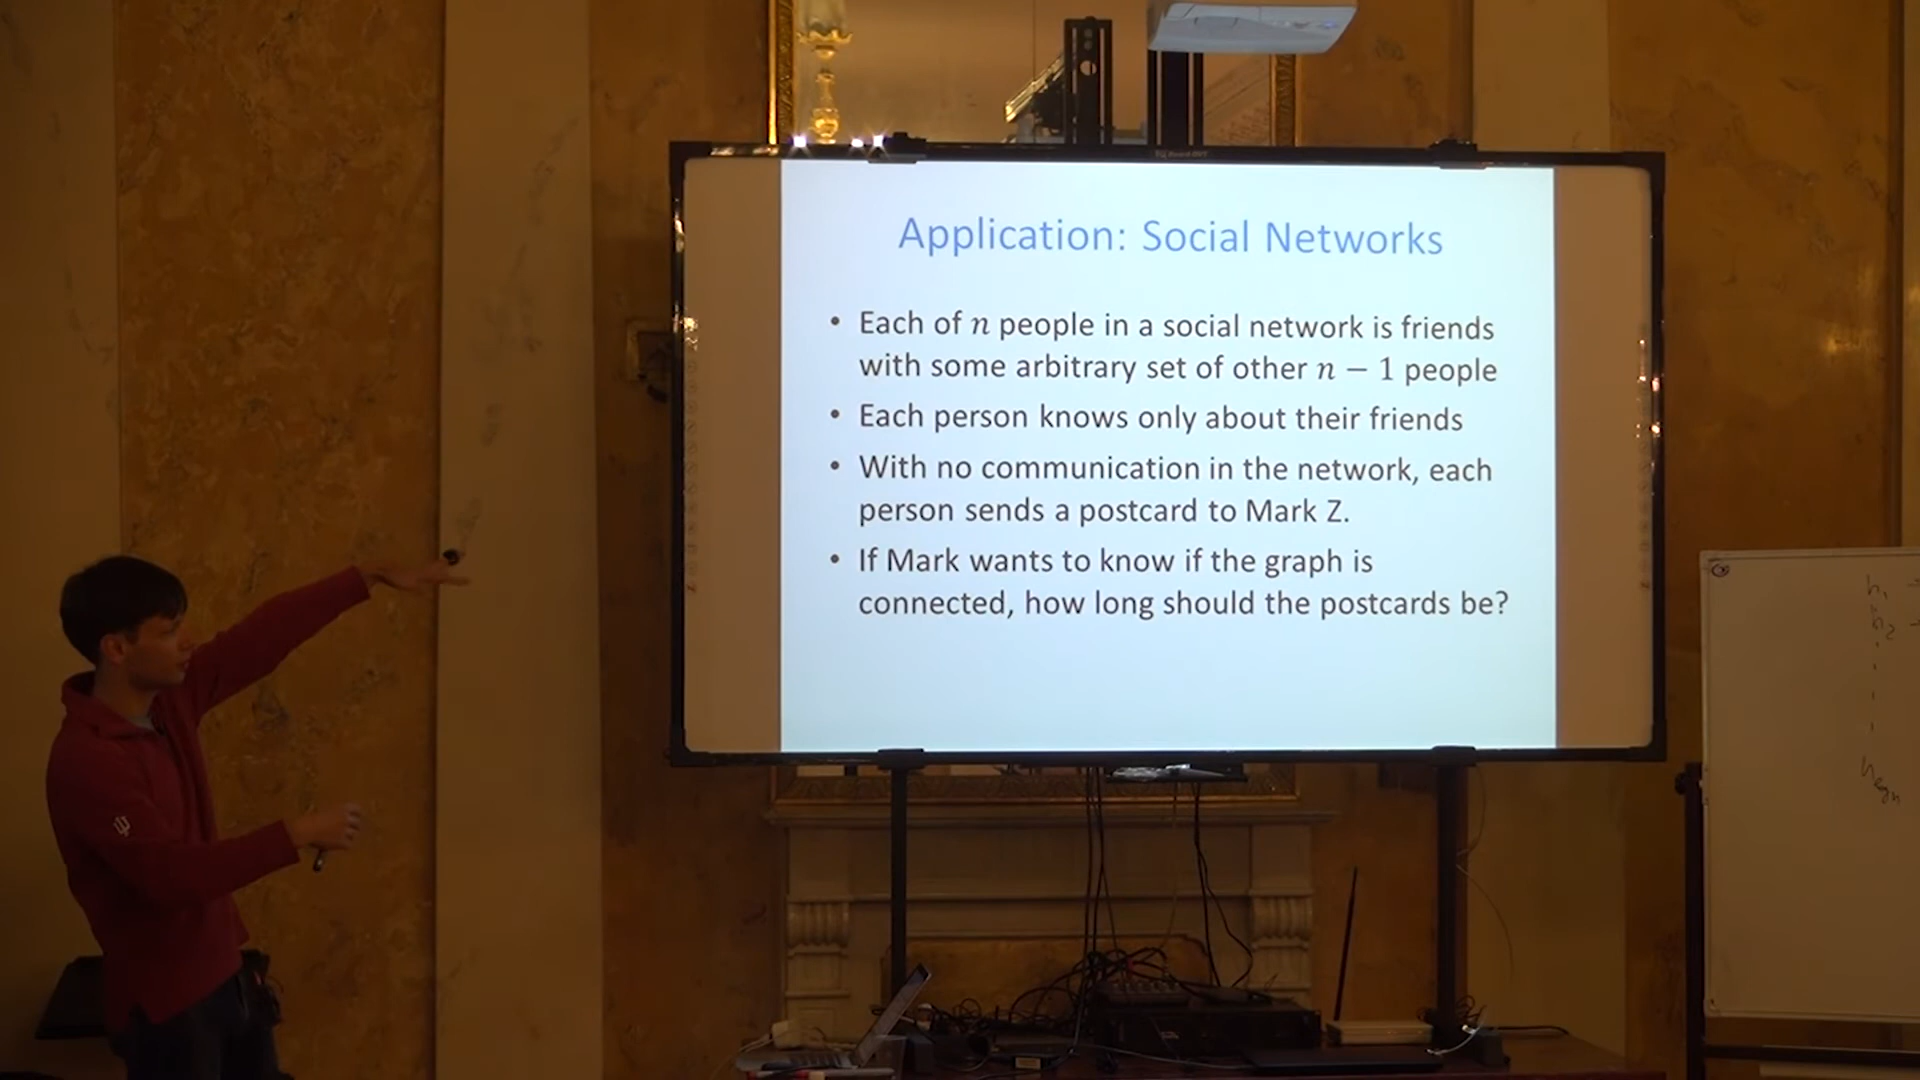 Application: Social Networks
• Each of n people in a social network is friends
with some arbitrary set of other n − 1 people
• Each person knows only about their friends
• With no communication in the network, each
person sends a postcard to Mark Z.
• If Mark wants to know if the graph is
connected, how long should the postcards be?
h₁
h₂